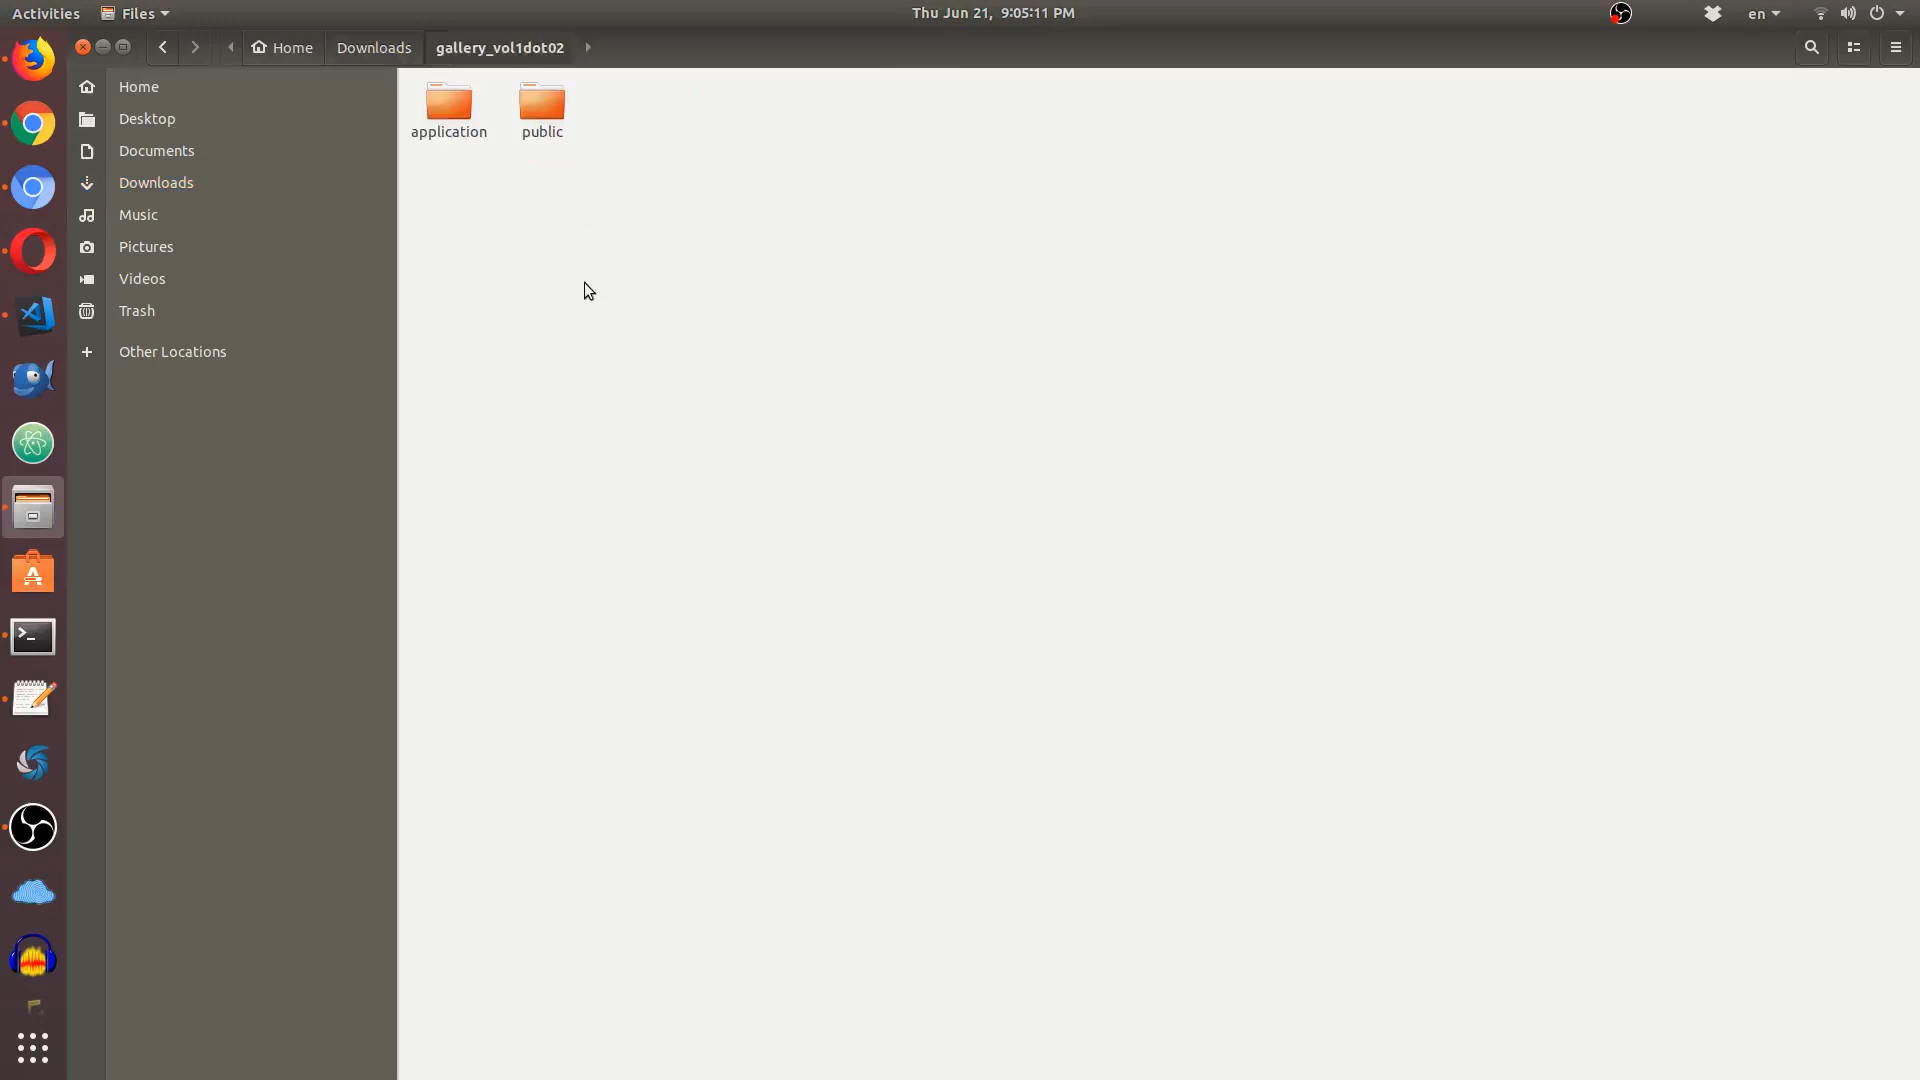 Activities
Files
Thu Jun 21, 9:05:11 PM
en
Home
Downloads
gallery_vol1dot02
Home
Desktop
Documents
Downloads
Music
Pictures
Videos
Trash
Other Locations
application
public